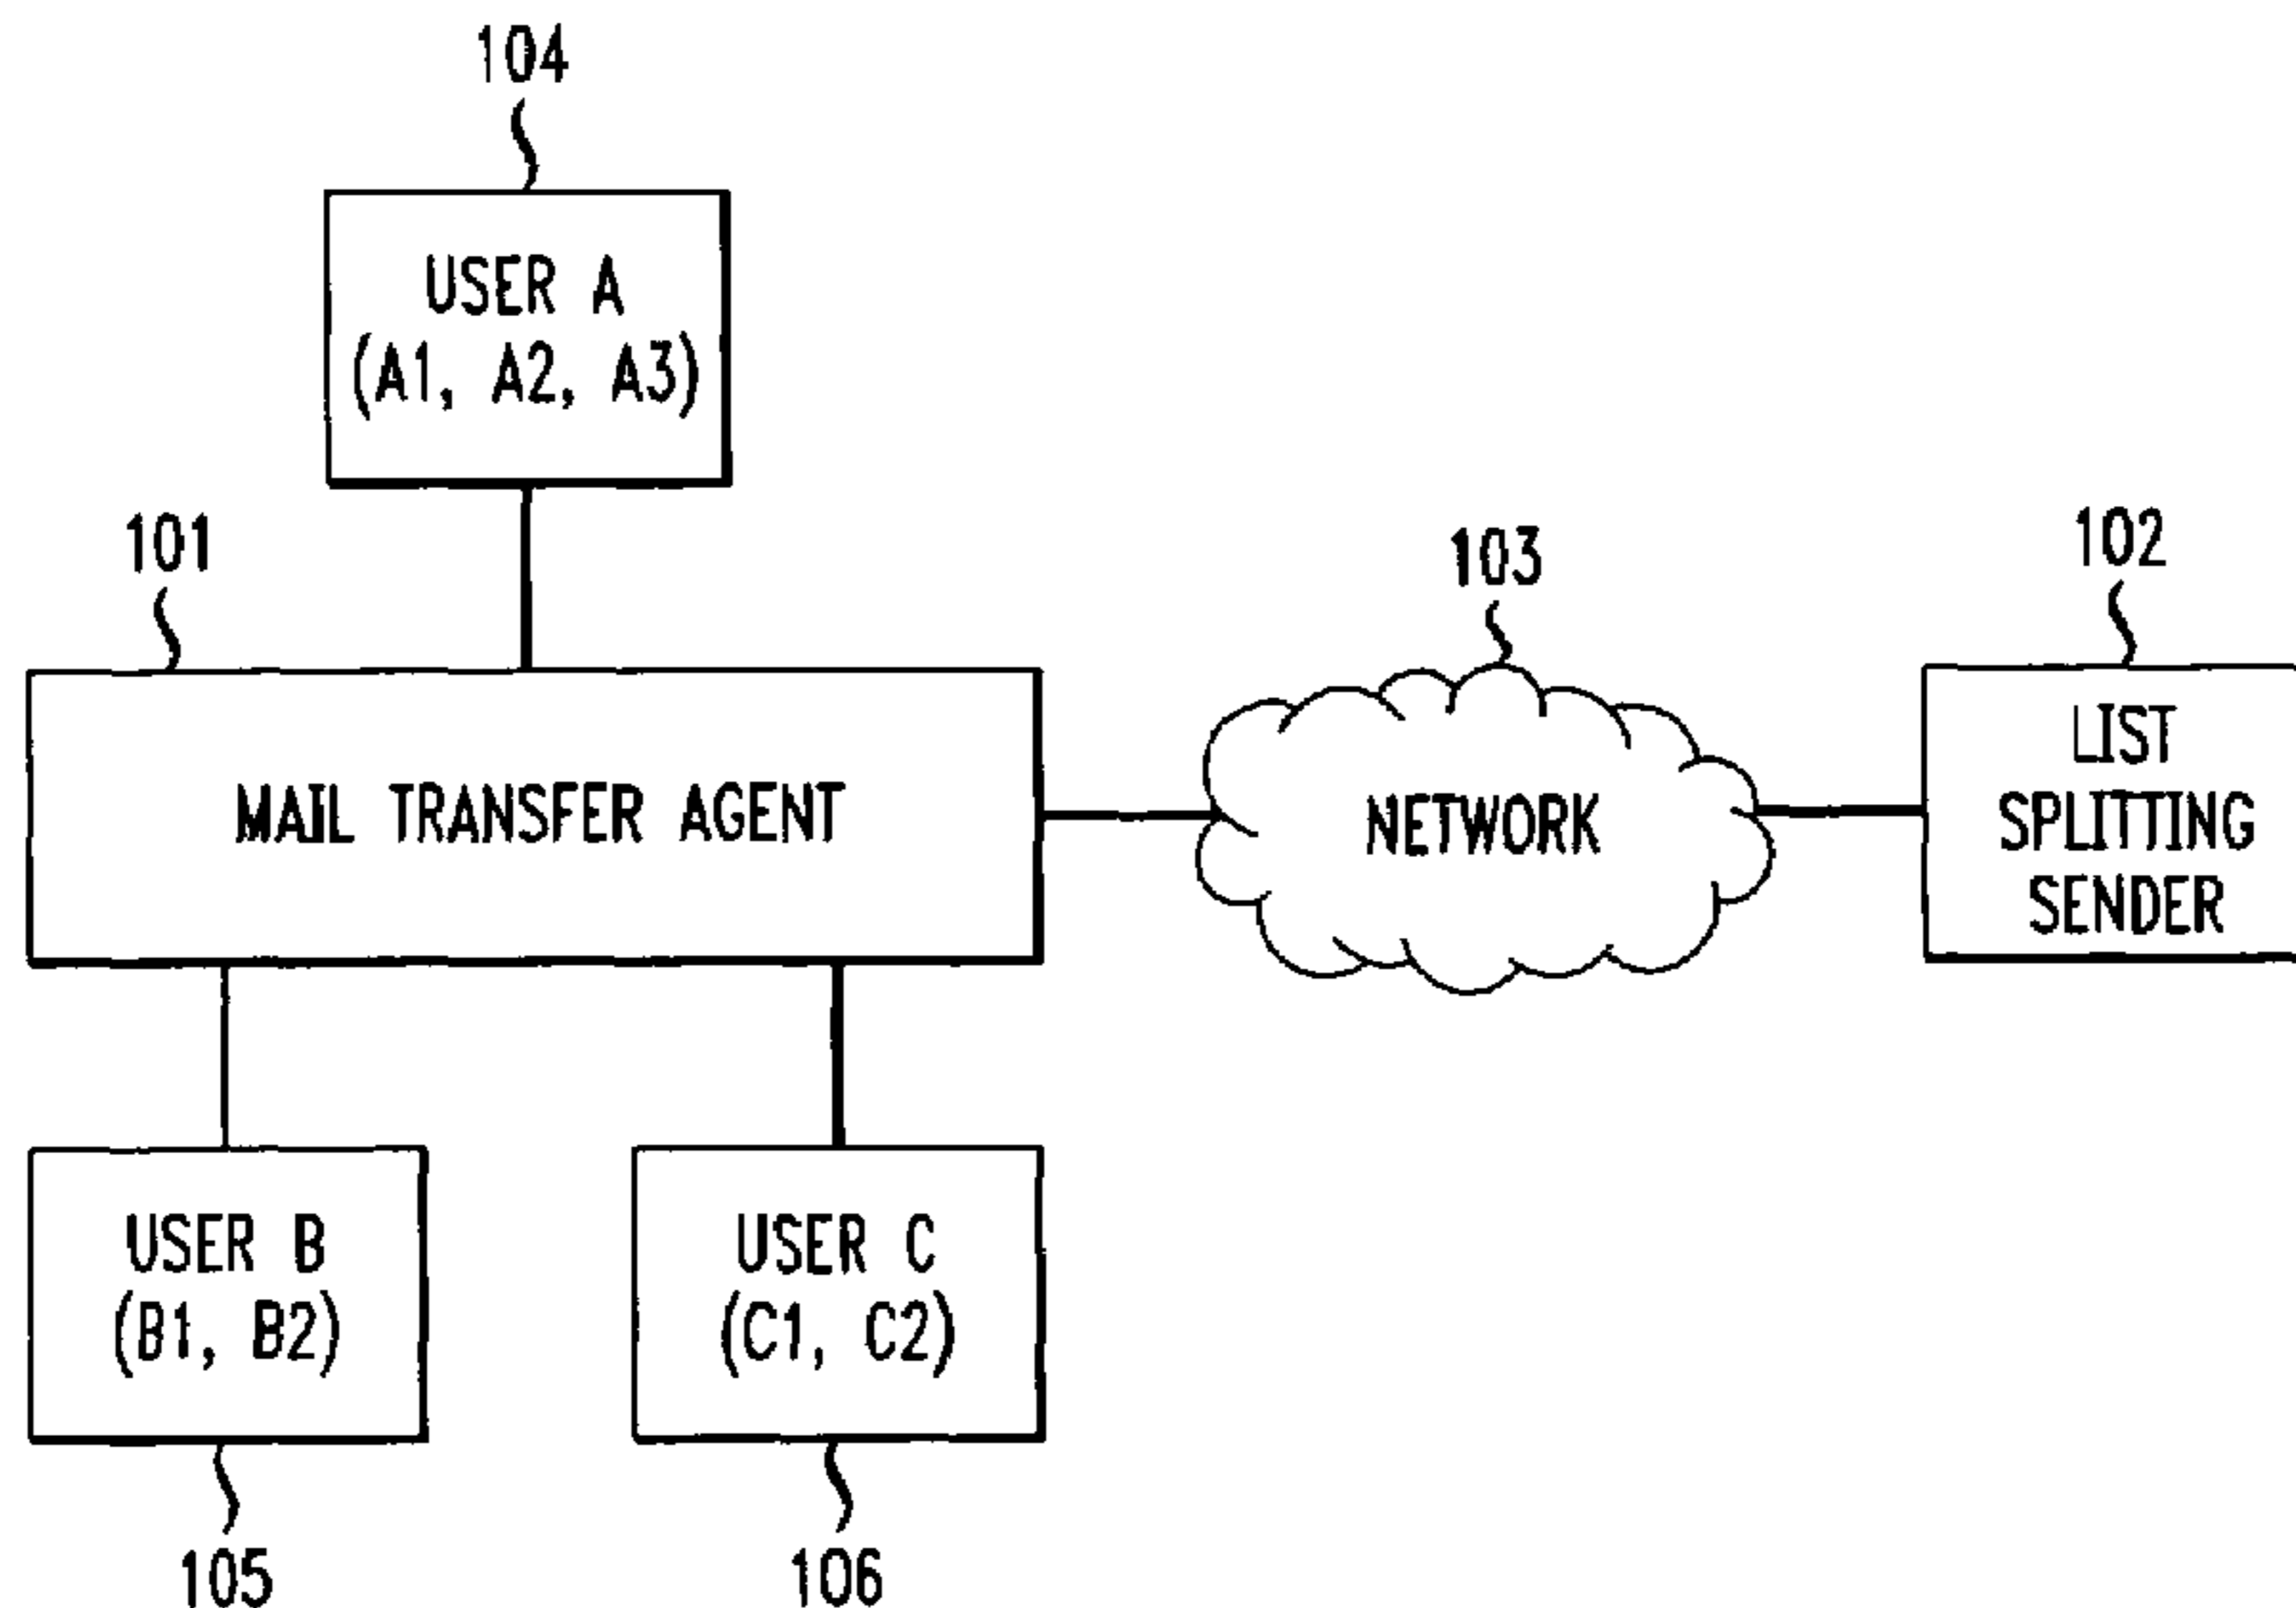 104
USER A
(A1, A2, A3)
101
103
102
MAIL TRANSFER AGENT
NETWORK
LIST
SPLITTING
SENDER
USER B
(B1, B2)
USER C
(C1, C2)
105
106